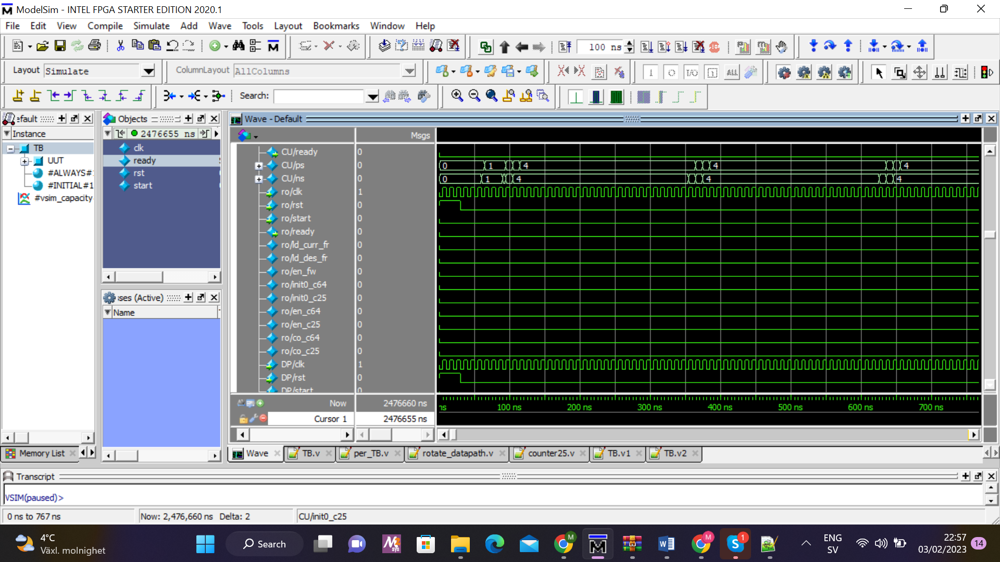 ModelSim - INTEL FPGA STARTER EDITION 2020.1
File Edit View Compile Simulate Add Wave Tools Layout Bookmarks Window Help
100 ns
Layout Simulate ColumnLayout AllColumns
Search:
efault
Instance
TB
UUT
#ALWAYS#
#INITIAL#1
#vsim_capacity
Memory List
Objects
2476655 ns
clk
ready
rst
start
sses (Active)
Name
Wave - Default
Msgs
CU/ready 0
CU/ps 0 0 1 4 4 4
CU/ns 0 0 1 4 4 4
ro/clk 1
ro/rst 0
ro/start 0
ro/ready 0
ro/ld_curr_fr 0
ro/ld_des_fr 0
ro/en_fw 0
ro/init0_c64 0
ro/init0_c25 0
ro/en_c64 0
ro/en_c25 0
ro/co_c64 0
ro/co_c25 0
DP/clk 1
DP/rst 0
DP/start 0
Now 2476660 ns
ns 100 ns 200 ns 300 ns 400 ns 500 ns 600 ns 700 ns
Cursor 1 2476655 ns
Wave TB.v per_TB.v rotate_datapath.v counter25.v TB.v1 TB.v2
Transcript
VSIM(paused)>
0 ns to 767 ns Now: 2,476,660 ns Delta: 2 CU/init0_c25
4°C
Växl. molnighet
Search
ENG
SV
22:57
03/02/2023
14